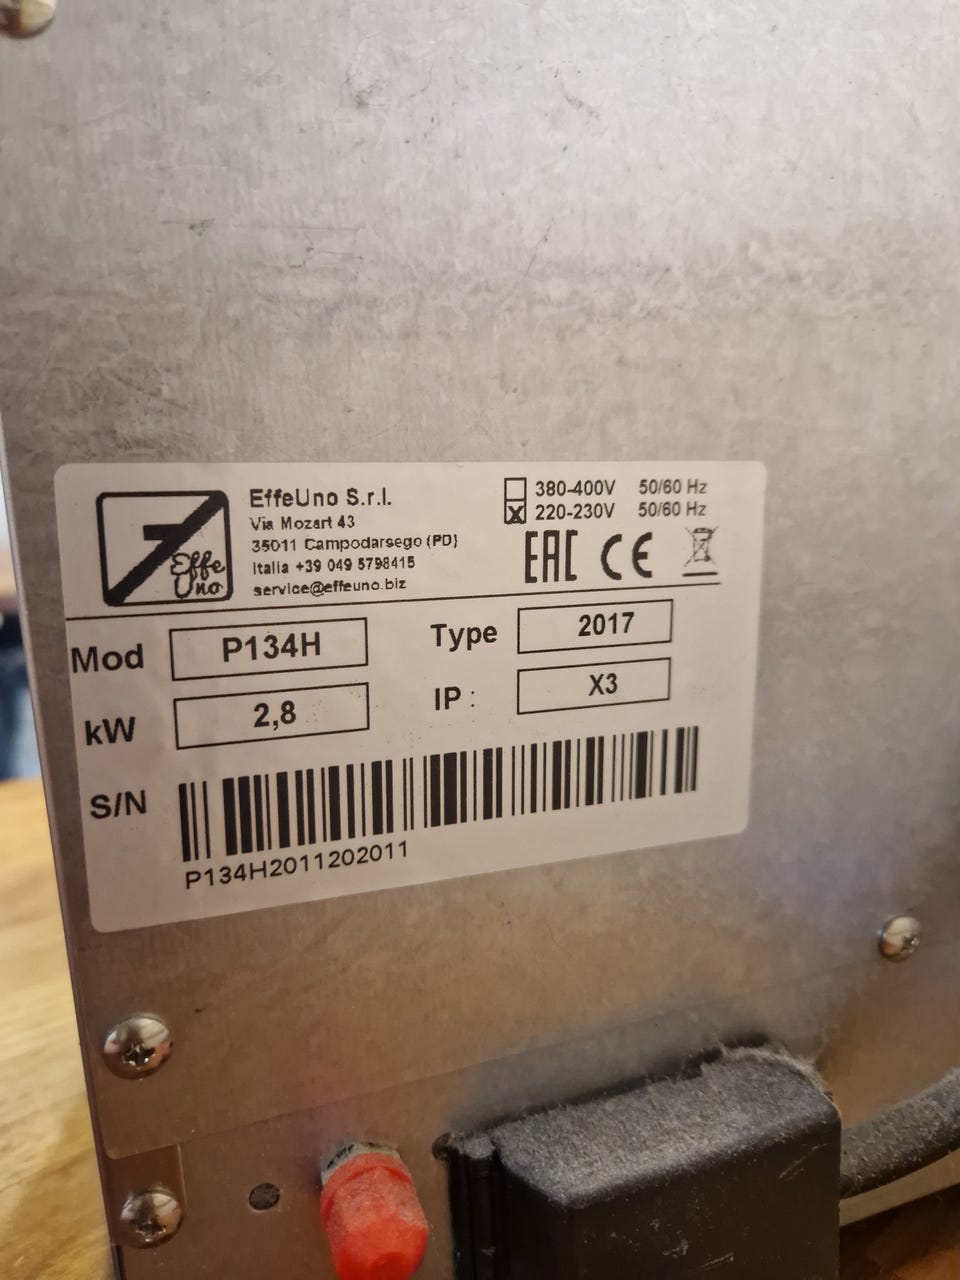 Effe
Uno
EffeUno S.r.l.
Via Mozart 43
35011 Campodarsego (PD)
Italia +39 049 5798415
service@effeuno.biz
380-400V 50/60 Hz
X 220-230V 50/60 Hz
EAC CE
Mod P134H Type 2017
kW 2,8 IP : X3
S/N
P134H2011202011